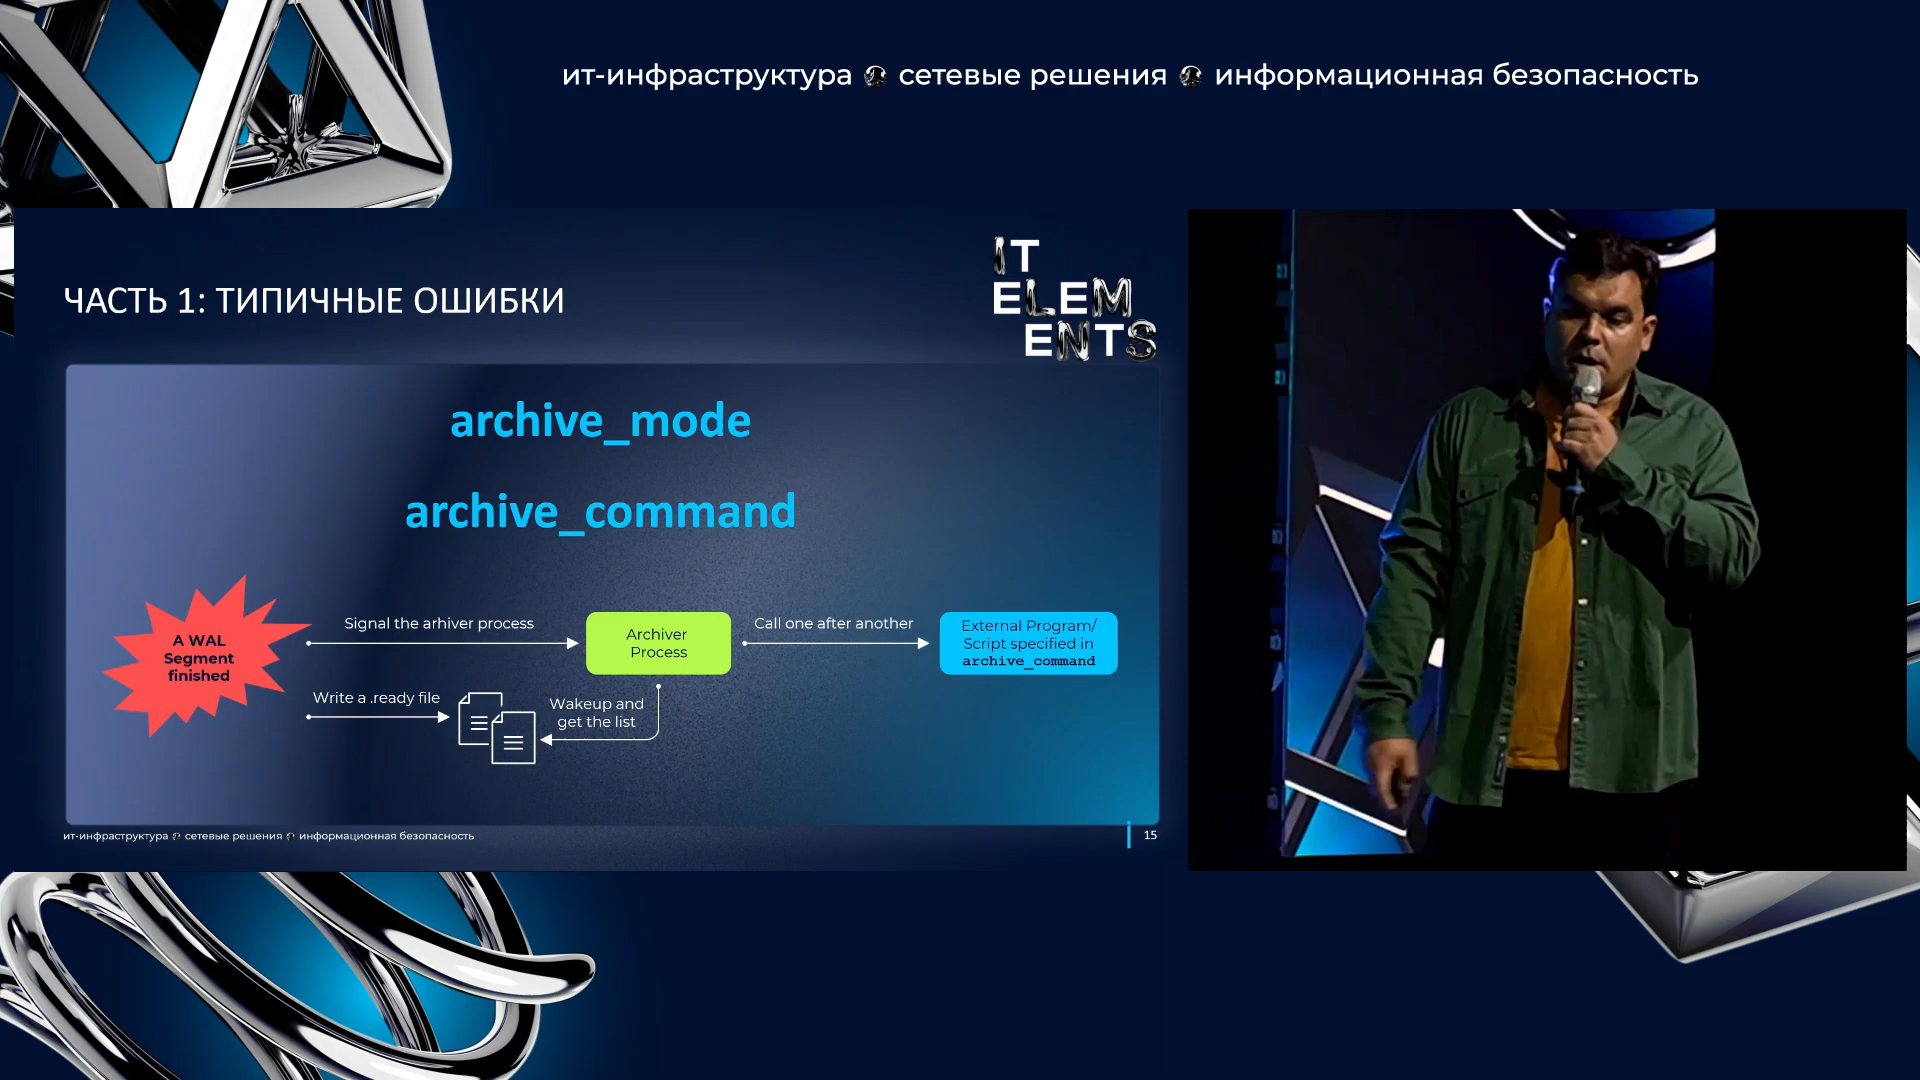 ит-инфраструктура сетевые решения информационная безопасность
IT
ELEM
ENTS
ЧАСТЬ 1: ТИПИЧНЫЕ ОШИБКИ
archive_mode
archive_command
A WAL
Segment
finished
Signal the arhiver process
Archiver
Process
Call one after another
External Program/
Script specified in
archive_command
Write a .ready file
Wakeup and
get the list
ит-инфраструктура сетевые решения информационная безопасность
15